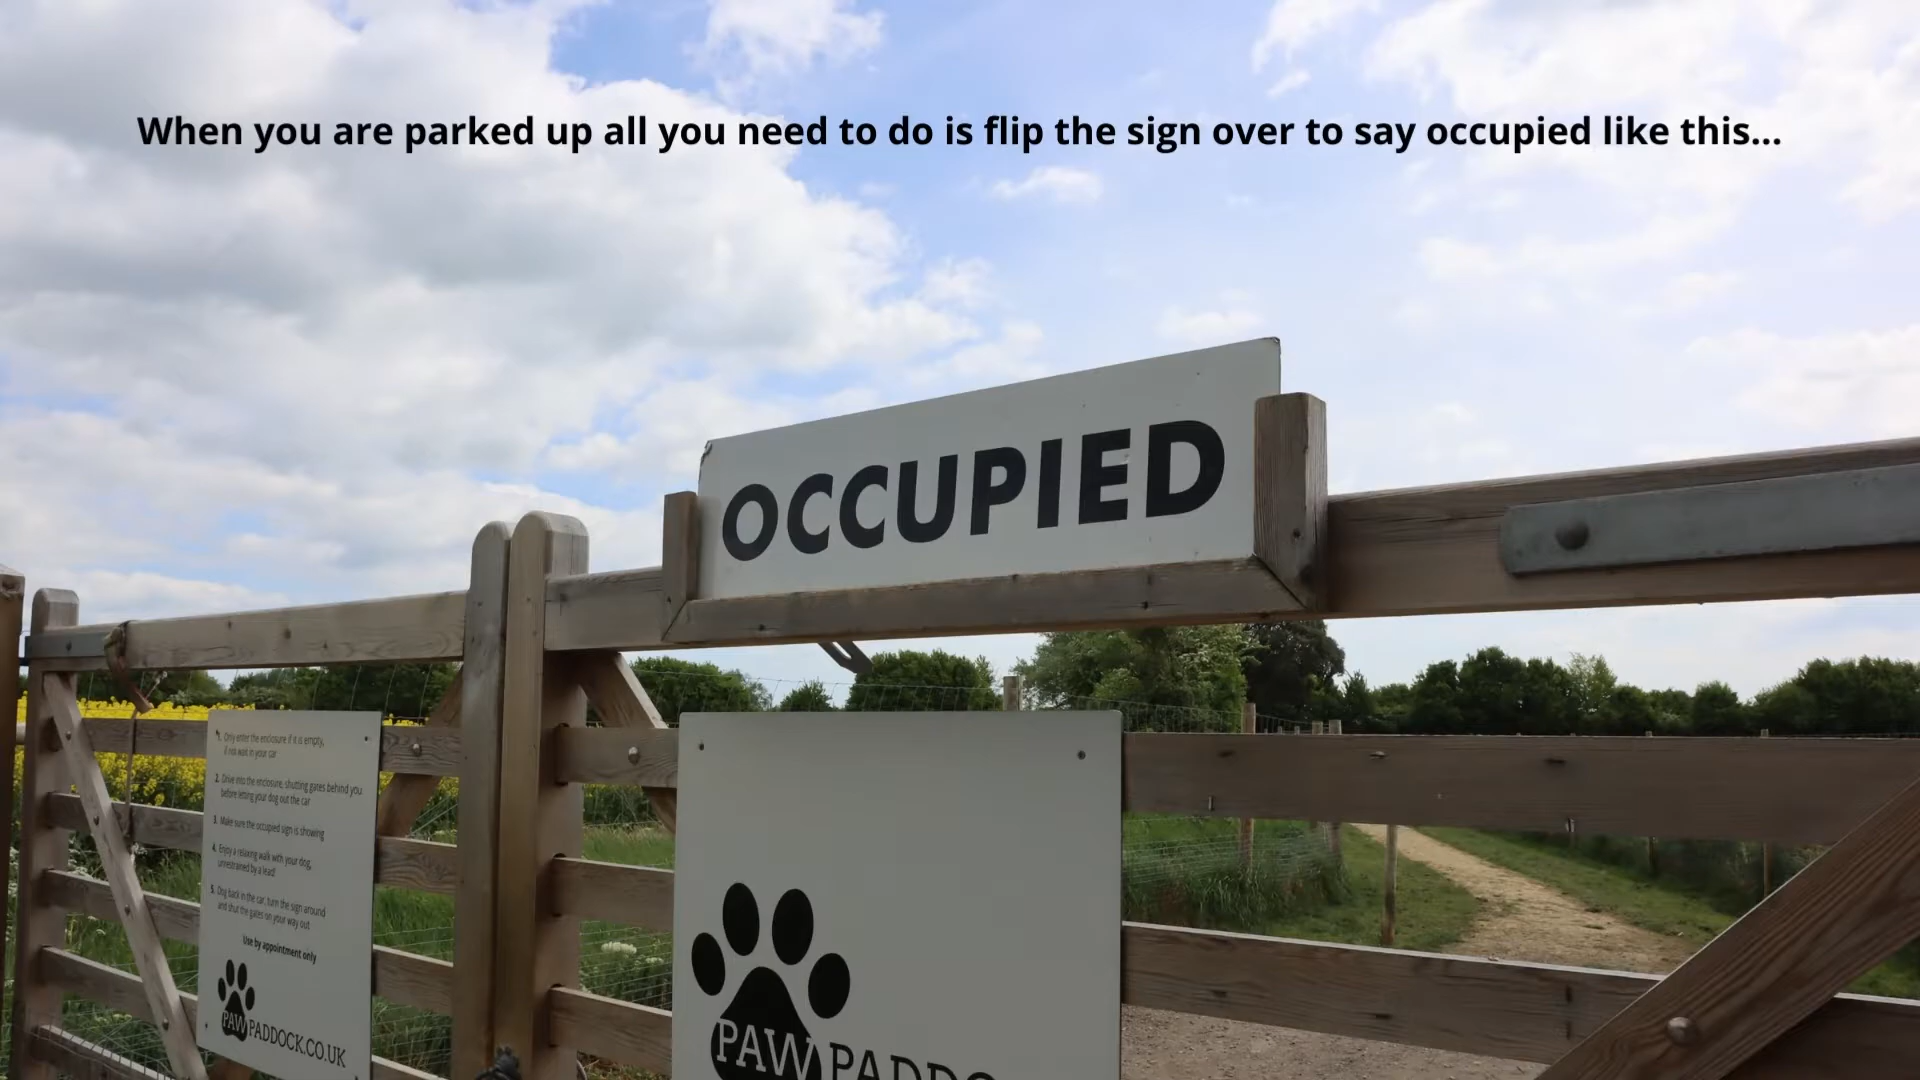 When you are parked up all you need to do is flip the sign over to say occupied like this...
OCCUPIED
1. Only enter the enclosure if it is empty,
if not wait in your car
2. Drive into the enclosure, shutting gates behind you
before letting your dog out the car
3. Make sure the occupied sign is showing
4. Enjoy a relaxing walk with your dog,
unrestrained by a lead!
5. Dog back in the car, turn the sign around
and shut the gates on your way out
Use by appointment only
PAW PADDOCK.CO.UK
PAW PADDO